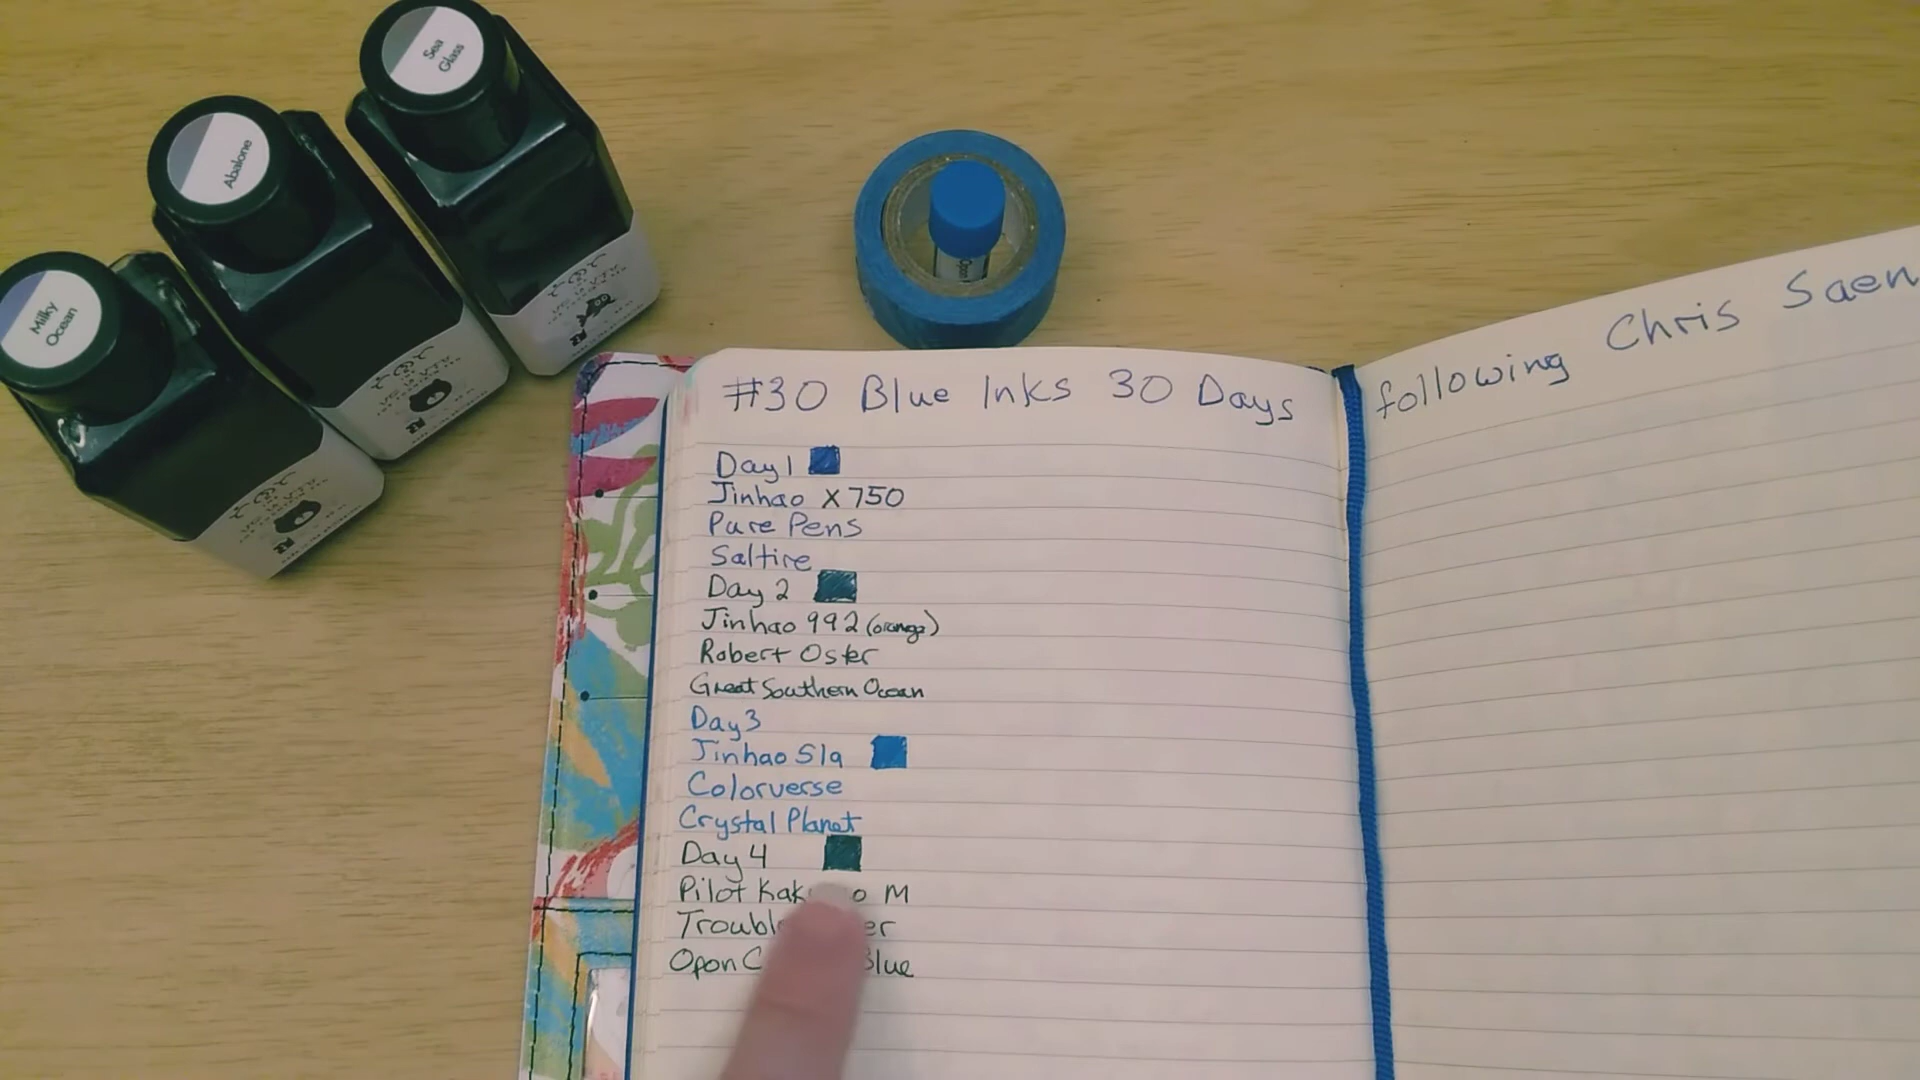 Sea
Glass
Abalone
Milky
Ocean
#30 Blue Inks 30 Days
following Chris Saen
Day 1
Jinhao X750
Pure Pens
Saltire
Day 2
Jinhao 992 (orange)
Robert Oster
Great Southern Ocean
Day 3
Jinhao 51a
Colorverse
Crystal Planet
Day 4
Pilot M
Blue